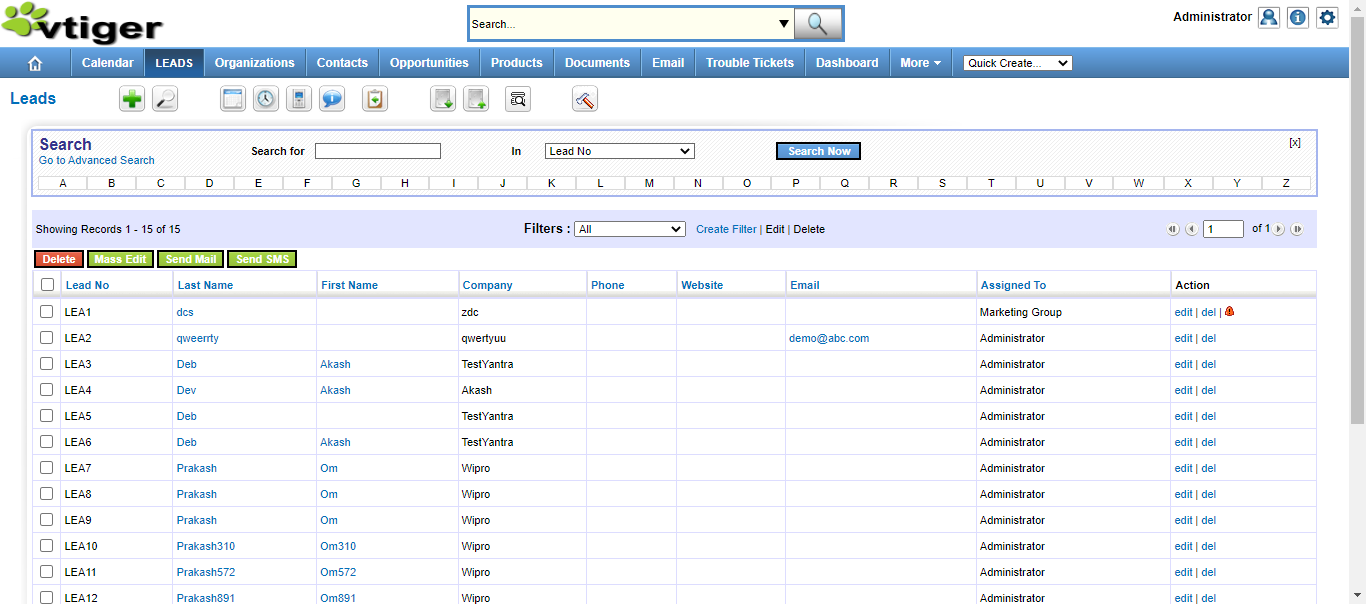 vtiger
Search...
Administrator
Calendar LEADS Organizations Contacts Opportunities Products Documents Email Trouble Tickets Dashboard More Quick Create...
Leads
Search
Go to Advanced Search
Search for In Lead No Search Now [x]
A B C D E F G H I J K L M N O P Q R S T U V W X Y Z
Showing Records 1 - 15 of 15 Filters : All Create Filter | Edit | Delete 1 of 1
Delete Mass Edit Send Mail Send SMS
Lead No Last Name First Name Company Phone Website Email Assigned To Action
LEA1 dcs zdc Marketing Group edit | del |
LEA2 qweerrty qwertyuu demo@abc.com Administrator edit | del
LEA3 Deb Akash TestYantra Administrator edit | del
LEA4 Dev Akash Akash Administrator edit | del
LEA5 Deb TestYantra Administrator edit | del
LEA6 Deb Akash TestYantra Administrator edit | del
LEA7 Prakash Om Wipro Administrator edit | del
LEA8 Prakash Om Wipro Administrator edit | del
LEA9 Prakash Om Wipro Administrator edit | del
LEA10 Prakash310 Om310 Wipro Administrator edit | del
LEA11 Prakash572 Om572 Wipro Administrator edit | del
LEA12 Prakash891 Om891 Wipro Administrator edit | del